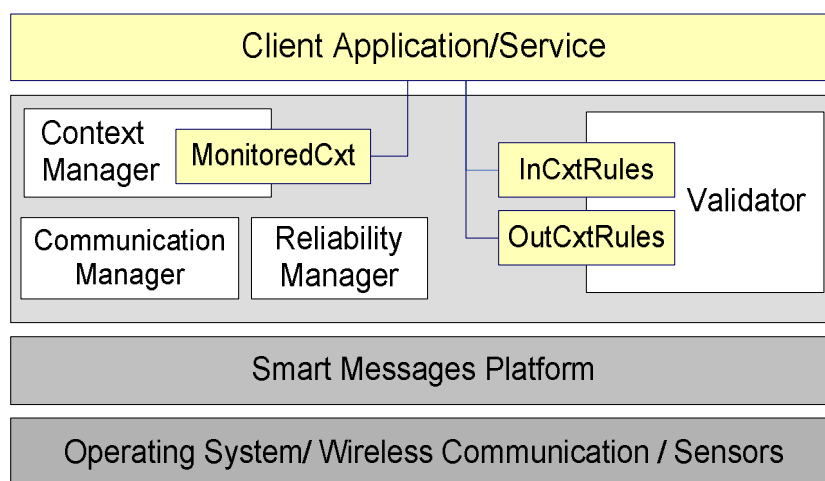 Client Application/Service
Context
Manager
MonitoredCxt
InCxtRules
Validator
OutCxtRules
Communication
Manager
Reliability
Manager
Smart Messages Platform
Operating System/ Wireless Communication / Sensors